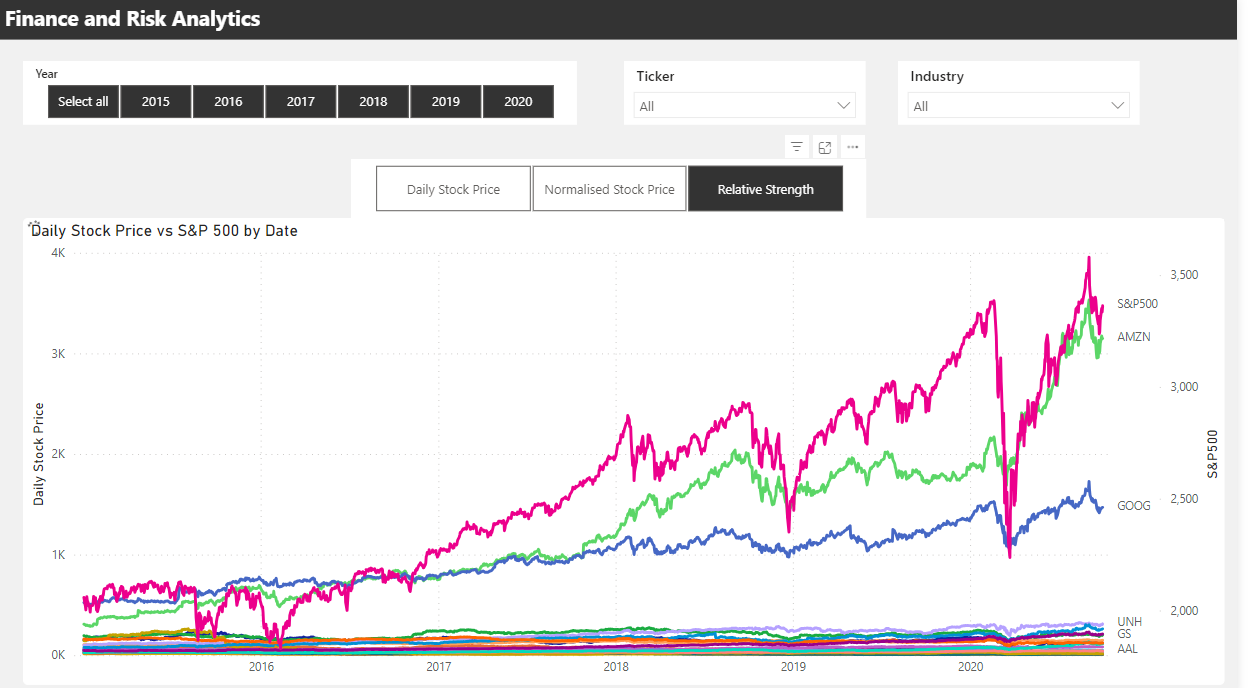 Finance and Risk Analytics
Year
Select all 2015 2016 2017 2018 2019 2020
Ticker
All
Industry
All
Daily Stock Price Normalised Stock Price Relative Strength
Daily Stock Price vs S&P 500 by Date
Daily Stock Price
4K
3K
2K
1K
0K
2016 2017 2018 2019 2020
S&P500
AMZN
GOOG
UNH
GS
AAL
3,500
3,000
2,500
2,000
S&P500